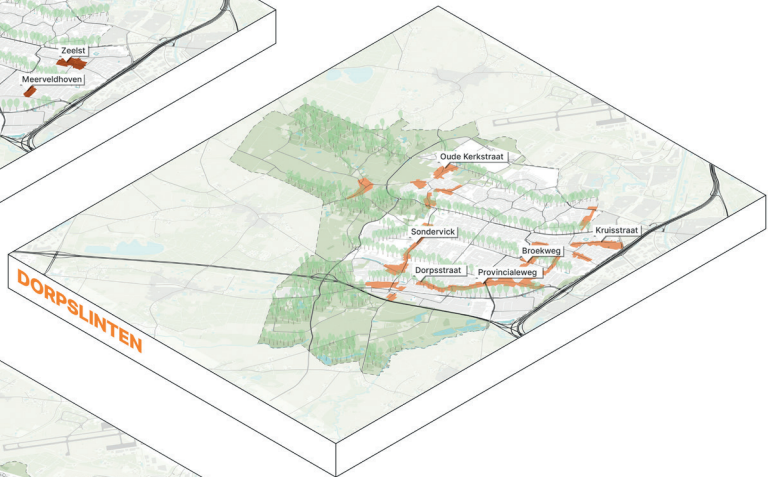 Zeelst
Meerveldhoven
Oude Kerkstraat
Sondervick
Kruisstraat
Broekweg
Dorpsstraat
Provincialeweg
DORPSLINTEN